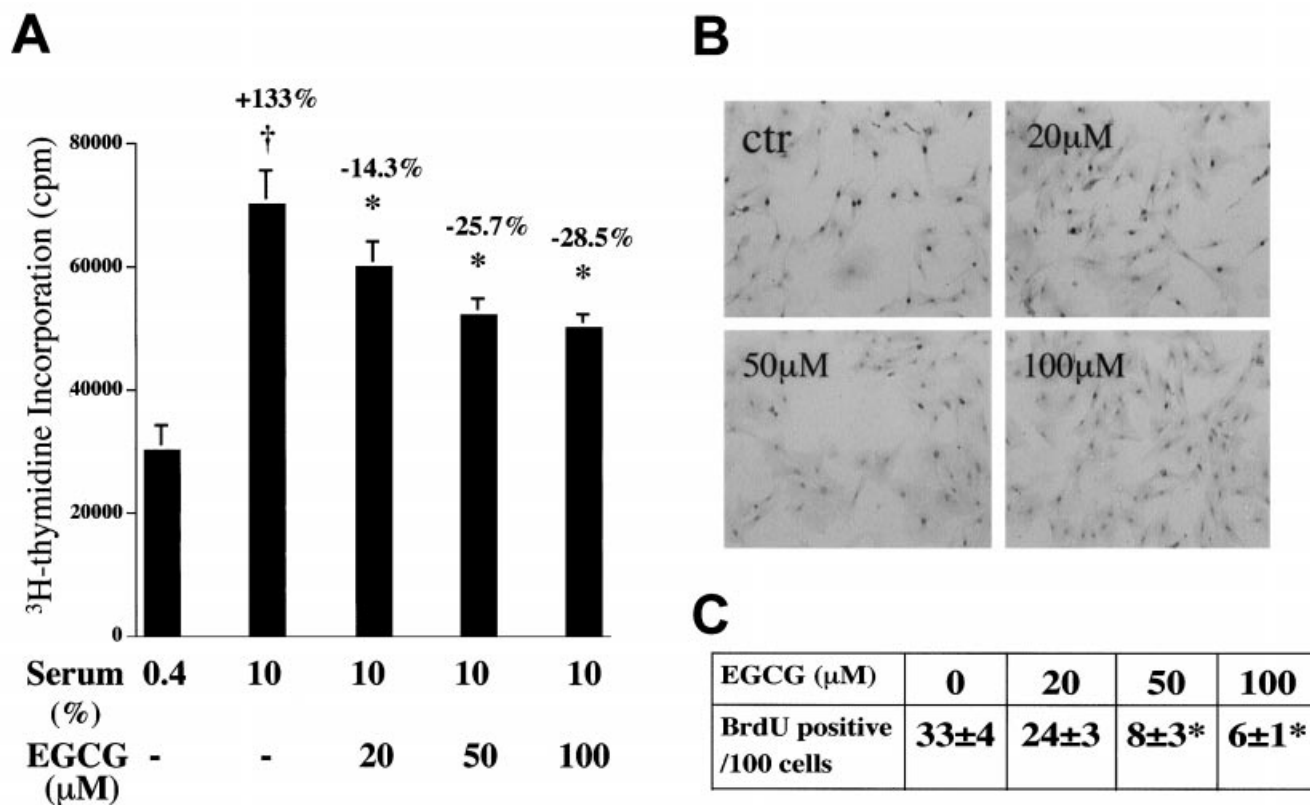 A
+133%
†
-14.3%
*
-25.7%
*
-28.5%
*
80000
60000
40000
20000
0
³H-thymidine Incorporation (cpm)
Serum 0.4 10 10 10 10
(%)
EGCG - - 20 50 100
(μM)
B
ctr
20μM
50μM
100μM
C
EGCG (μM) 0 20 50 100
BrdU positive 33±4 24±3 8±3* 6±1*
/100 cells